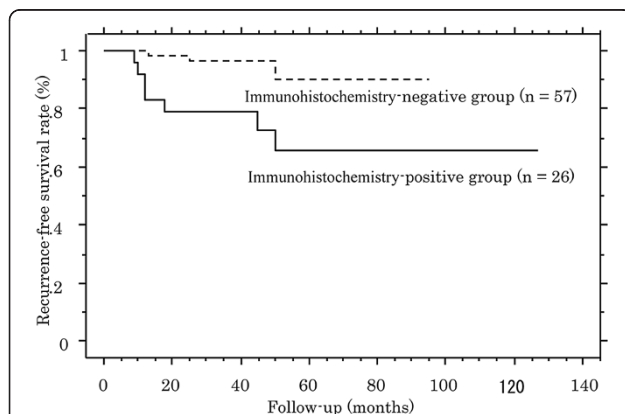 Recurrence-free survival rate (%)
1
.8
.6
.4
.2
0
Immunohistochemistry-negative group (n = 57)
Immunohistochemistry-positive group (n = 26)
0 20 40 60 80 100 120 140
Follow-up (months)